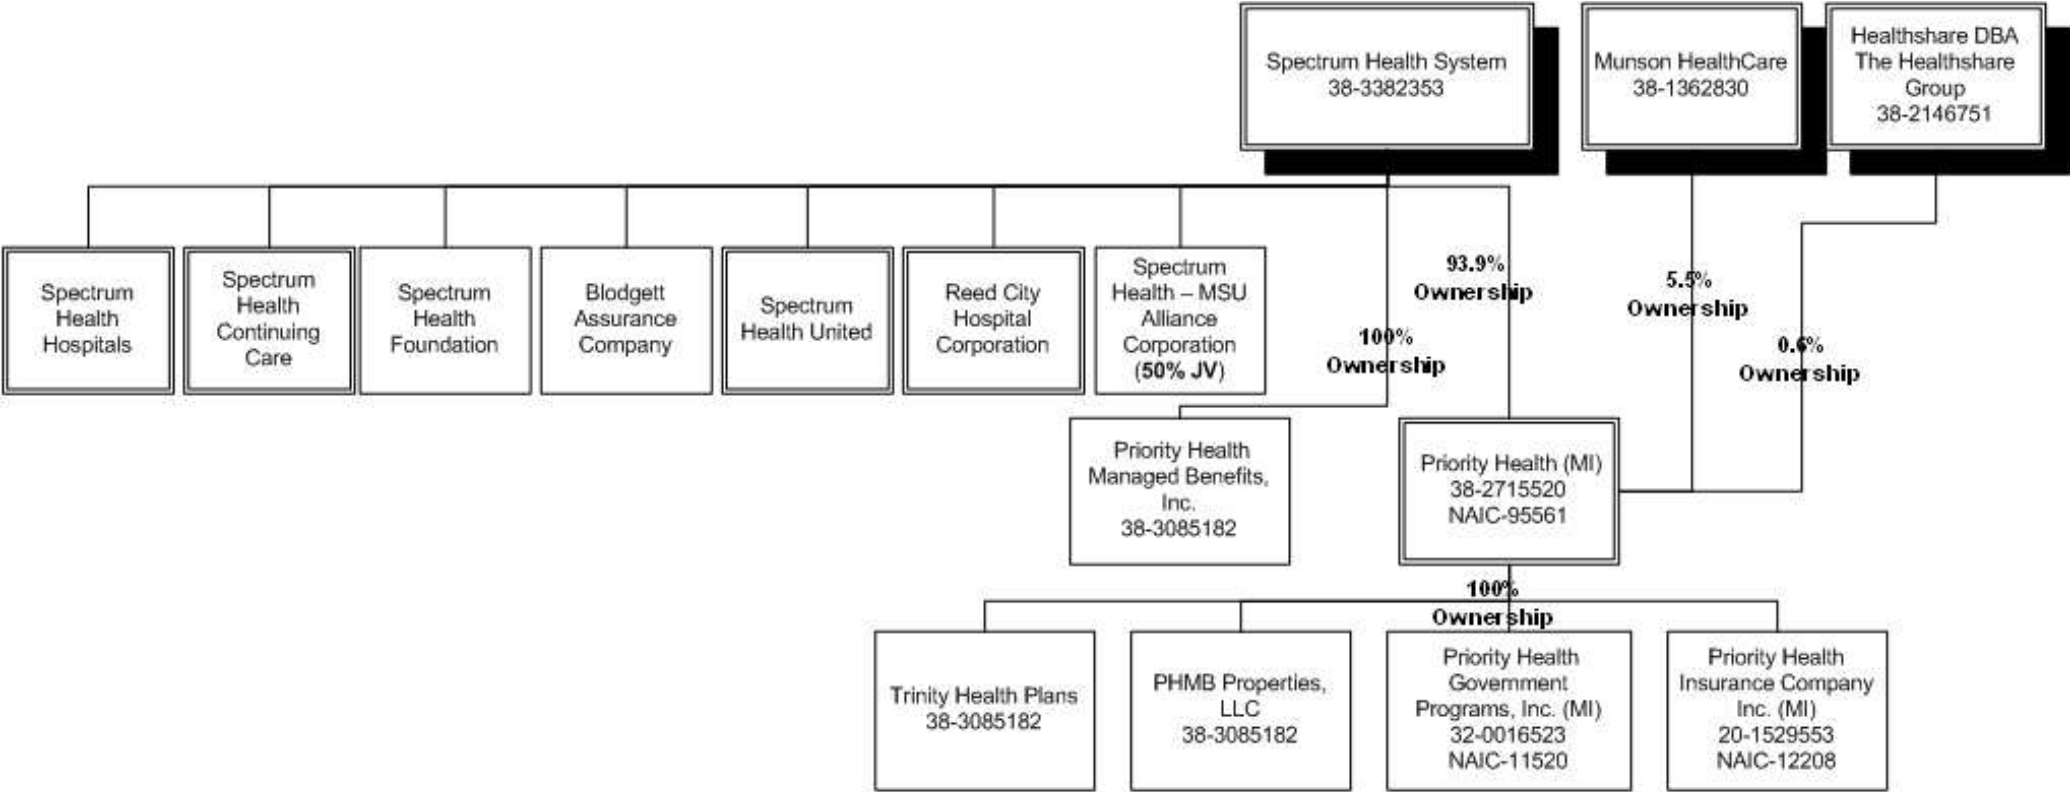 Spectrum Health System
38-3382353
Munson HealthCare
38-1362830
Healthshare DBA
The Healthshare
Group
38-2146751
Spectrum
Health
Hospitals
Spectrum
Health
Continuing
Care
Spectrum
Health
Foundation
Blodgett
Assurance
Company
Spectrum
Health United
Reed City
Hospital
Corporation
Spectrum
Health – MSU
Alliance
Corporation
(50% JV)
100%
Ownership
93.9%
Ownership
5.5%
Ownership
0.6%
Ownership
Priority Health
Managed Benefits,
Inc.
38-3085182
Priority Health (MI)
38-2715520
NAIC-95561
100%
Ownership
Trinity Health Plans
38-3085182
PHMB Properties,
LLC
38-3085182
Priority Health
Government
Programs, Inc. (MI)
32-0016523
NAIC-11520
Priority Health
Insurance Company
Inc. (MI)
20-1529553
NAIC-12208